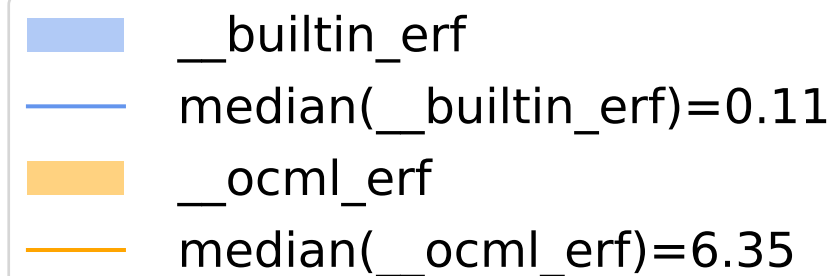 __builtin_erf
median(__builtin_erf)=0.11
__ocml_erf
median(__ocml_erf)=6.35